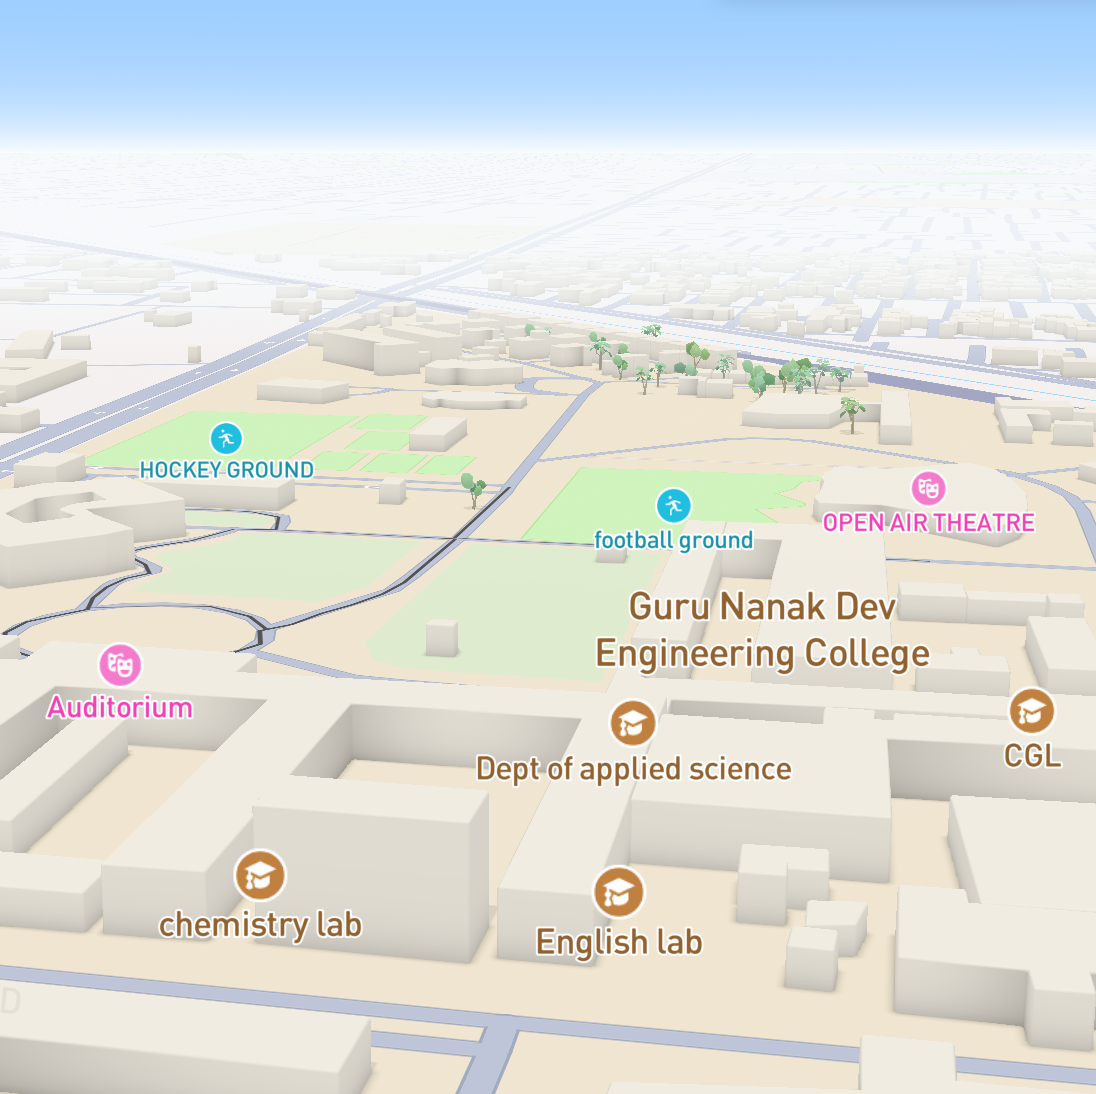 HOCKEY GROUND
football ground
OPEN AIR THEATRE
Guru Nanak Dev
Engineering College
Auditorium
Dept of applied science
CGL
chemistry lab
English lab
D